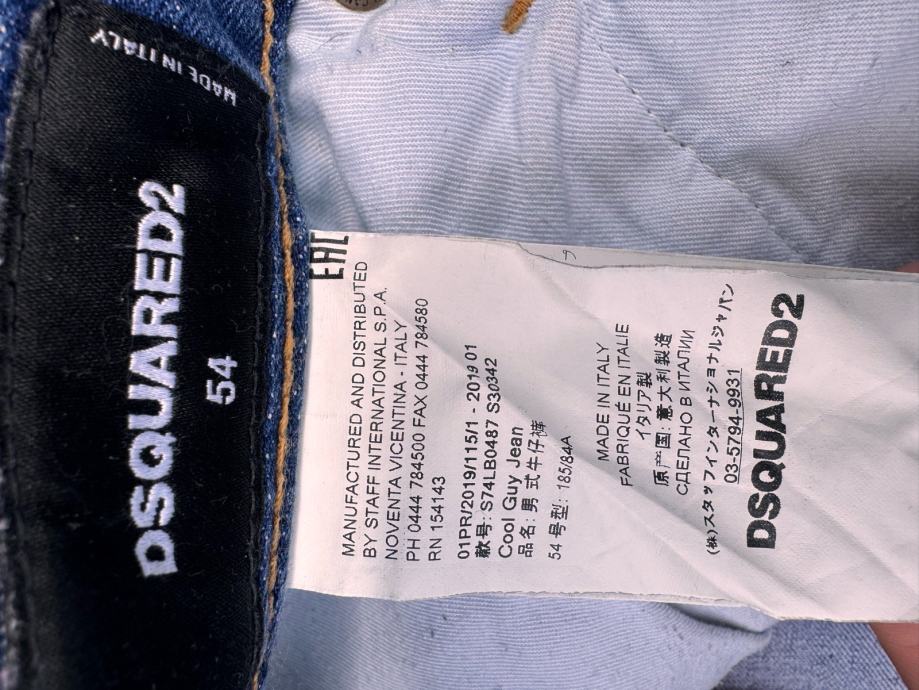 MADE IN ITALY
DSQUARED2
54
EAC
MANUFACTURED AND DISTRIBUTED
BY STAFF INTERNATIONAL S.P.A.
NOVENTA VICENTINA - ITALY
PH 0444 784500 FAX 0444 784580
RN 154143
01PR/2019/115/1 - 2019 01
款号: S74LB0487 S30342
Cool Guy Jean
品名: 男 式牛仔裤
54 号型: 185/84A
MADE IN ITALY
FABRIQUÉ EN ITALIE
イタリア製
原产国: 意大利製造
СДЕЛАНО В ИТАЛИИ
(株)スタッフインターナショナルジャパン
03-5794-9931
DSQUARED2